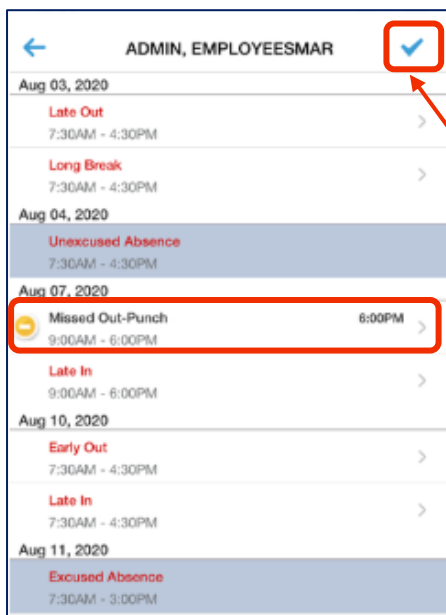 ADMIN, EMPLOYEESMAR
Aug 03, 2020
Late Out
7:30AM - 4:30PM
Long Break
7:30AM - 4:30PM
Aug 04, 2020
Unexcused Absence
7:30AM - 4:30PM
Aug 07, 2020
Missed Out-Punch 6:00PM
9:00AM - 6:00PM
Late In
9:00AM - 6:00PM
Aug 10, 2020
Early Out
7:30AM - 4:30PM
Late In
7:30AM - 4:30PM
Aug 11, 2020
Excused Absence
7:30AM - 3:00PM